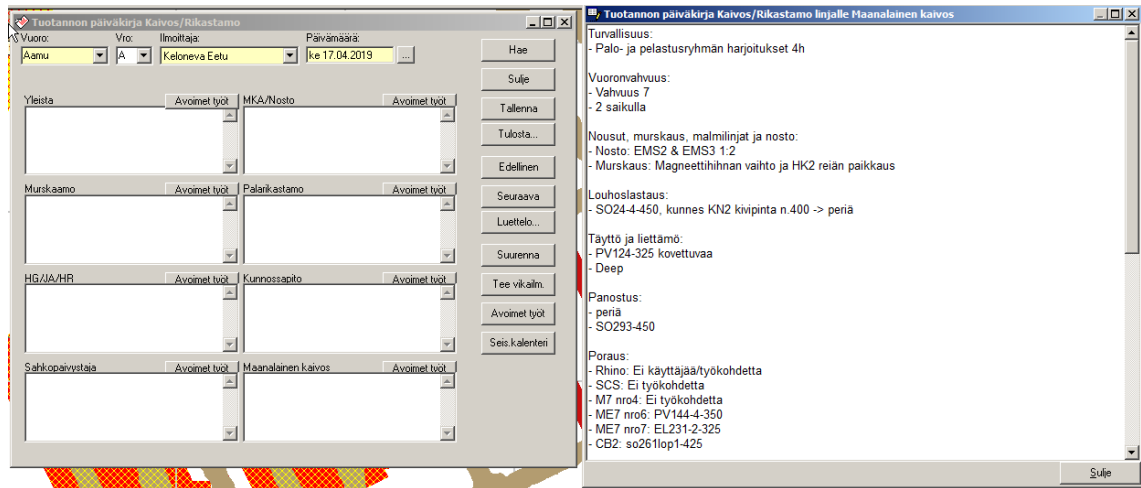 Tuotannon päiväkirja Kaivos/Rikastamo
Vuoro: Vro: Ilmoittaja: Päivämäärä:
Aamu A Keloneva Eetu ke 17.04.2019 ...
Yleista Avoimet työt MKA/Nosto Avoimet työt
Murskaamo Avoimet työt Palarikastamo Avoimet työt
HG/JA/HR Avoimet työt Kunnossapito Avoimet työt
Sahkopaivystaja Avoimet työt Maanalainen kaivos Avoimet työt
Hae
Sulje
Tallenna
Tulosta...
Edellinen
Seuraava
Luettelo...
Suurenna
Tee vikailm.
Avoimet työt
Seis.kalenteri
Tuotannon päiväkirja Kaivos/Rikastamo linjalle Maanalainen kaivos
Turvallisuus:
- Palo- ja pelastusryhmän harjoitukset 4h
Vuoronvahvuus:
- Vahvuus 7
- 2 saikulla
Nousut, murskaus, malmilinjat ja nosto:
- Nosto: EMS2 & EMS3 1:2
- Murskaus: Magneettihihnan vaihto ja HK2 reiän paikkaus
Louhoslastaus:
- SO24-4-450, kunnes KN2 kivipinta n.400 -> periä
Täyttö ja liettämö:
- PV124-325 kovettuvaa
- Deep
Panostus:
- periä
- SO293-450
Poraus:
- Rhino: Ei käyttäjää/työkohdetta
- SCS: Ei työkohdetta
- M7 nro4: Ei työkohdetta
- ME7 nro6: PV144-4-350
- ME7 nro7: EL231-2-325
- CB2: so261lop1-425
Sulje